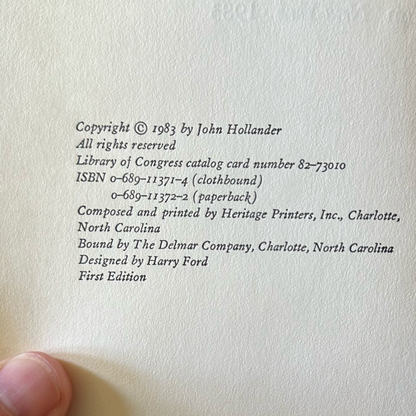 Copyright © 1983 by John Hollander
All rights reserved
Library of Congress catalog card number 82–73010
ISBN 0–689–11371–4 (clothbound)
0–689–11372–2 (paperback)
Composed and printed by Heritage Printers, Inc., Charlotte,
North Carolina
Bound by The Delmar Company, Charlotte, North Carolina
Designed by Harry Ford
First Edition